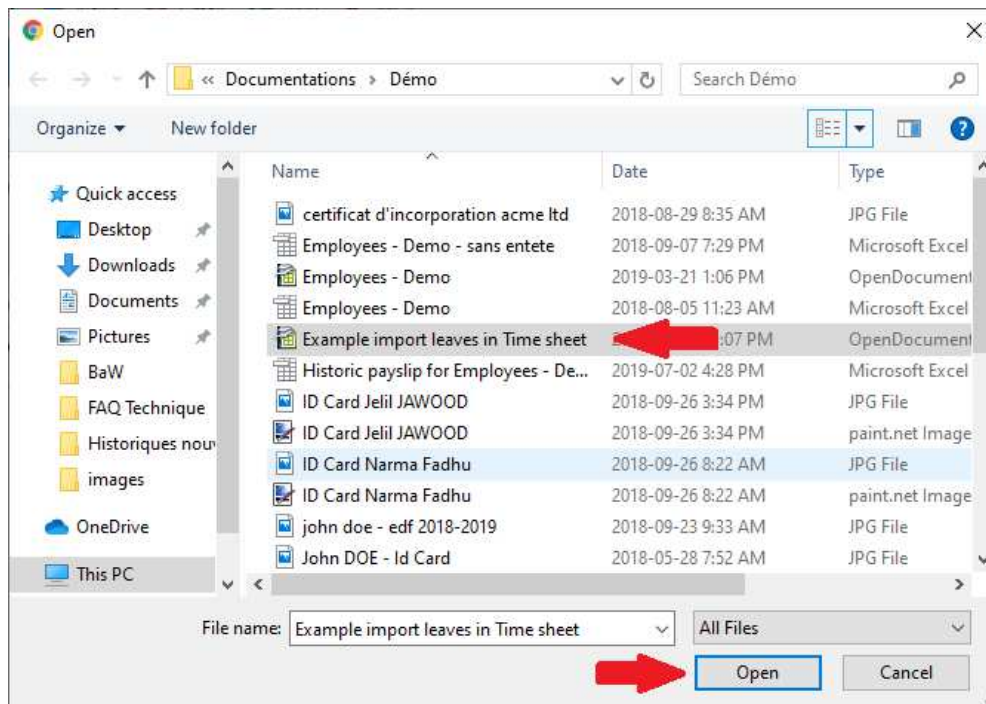 Open
« Documentations > Démo
Search Démo
Organize
New folder
Name Date Type
Quick access
Desktop
Downloads
Documents
Pictures
BaW
FAQ Technique
Historiques nouv
images
OneDrive
This PC
certificat d'incorporation acme ltd 2018-08-29 8:35 AM JPG File
Employees - Demo - sans entete 2018-09-07 7:29 PM Microsoft Excel
Employees - Demo 2019-03-21 1:06 PM OpenDocument
Employees - Demo 2018-08-05 11:23 AM Microsoft Excel
Example import leaves in Time sheet :07 PM OpenDocument
Historic payslip for Employees - De... 2019-07-02 4:28 PM Microsoft Excel
ID Card Jelil JAWOOD 2018-09-26 3:34 PM JPG File
ID Card Jelil JAWOOD 2018-09-26 3:34 PM paint.net Image
ID Card Narma Fadhu 2018-09-26 8:22 AM JPG File
ID Card Narma Fadhu 2018-09-26 8:22 AM paint.net Image
john doe - edf 2018-2019 2018-09-23 9:33 AM JPG File
John DOE - Id Card 2018-05-28 7:52 AM JPG File
File name: Example import leaves in Time sheet All Files
Open Cancel